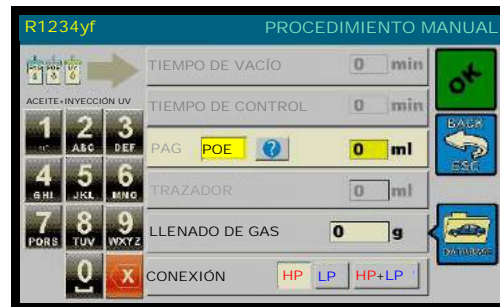 R1234yf PROCEDIMIENTO MANUAL
TIEMPO DE VACÍO 0 min
ACEITE+INYECCIÓN UV
TIEMPO DE CONTROL 0 min
OK
1 2 ABC 3 DEF
PAG POE ? 0 ml
BACK
ESC
4 GHI 5 JKL 6 MNO
TRAZADOR 0 ml
7 PQRS 8 TUV 9 WXYZ
LLENADO DE GAS 0 g
DATABASE
0 X
CONEXIÓN HP LP HP+LP